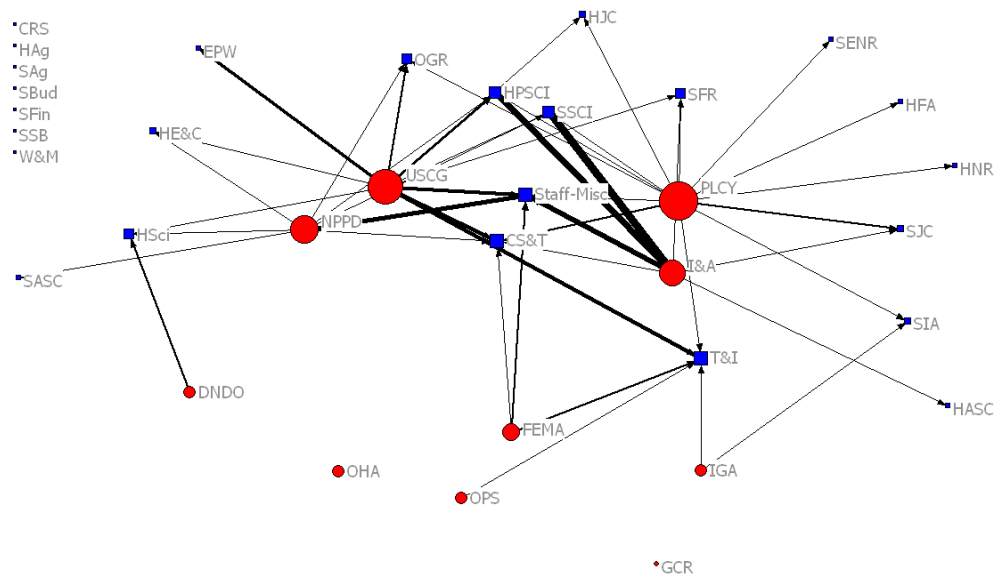 CRS
HAg
SAg
SBud
SFin
SSB
W&M
EPW
OGR
HJC
SENR
HPSCI
SSCI
SFR
HFA
HE&C
USCG
Staff-Misc
PLCY
HNR
NPPD
CS&T
SJC
HSci
I&A
SASC
SIA
T&I
DNDO
HASC
FEMA
OHA
OPS
IGA
GCR